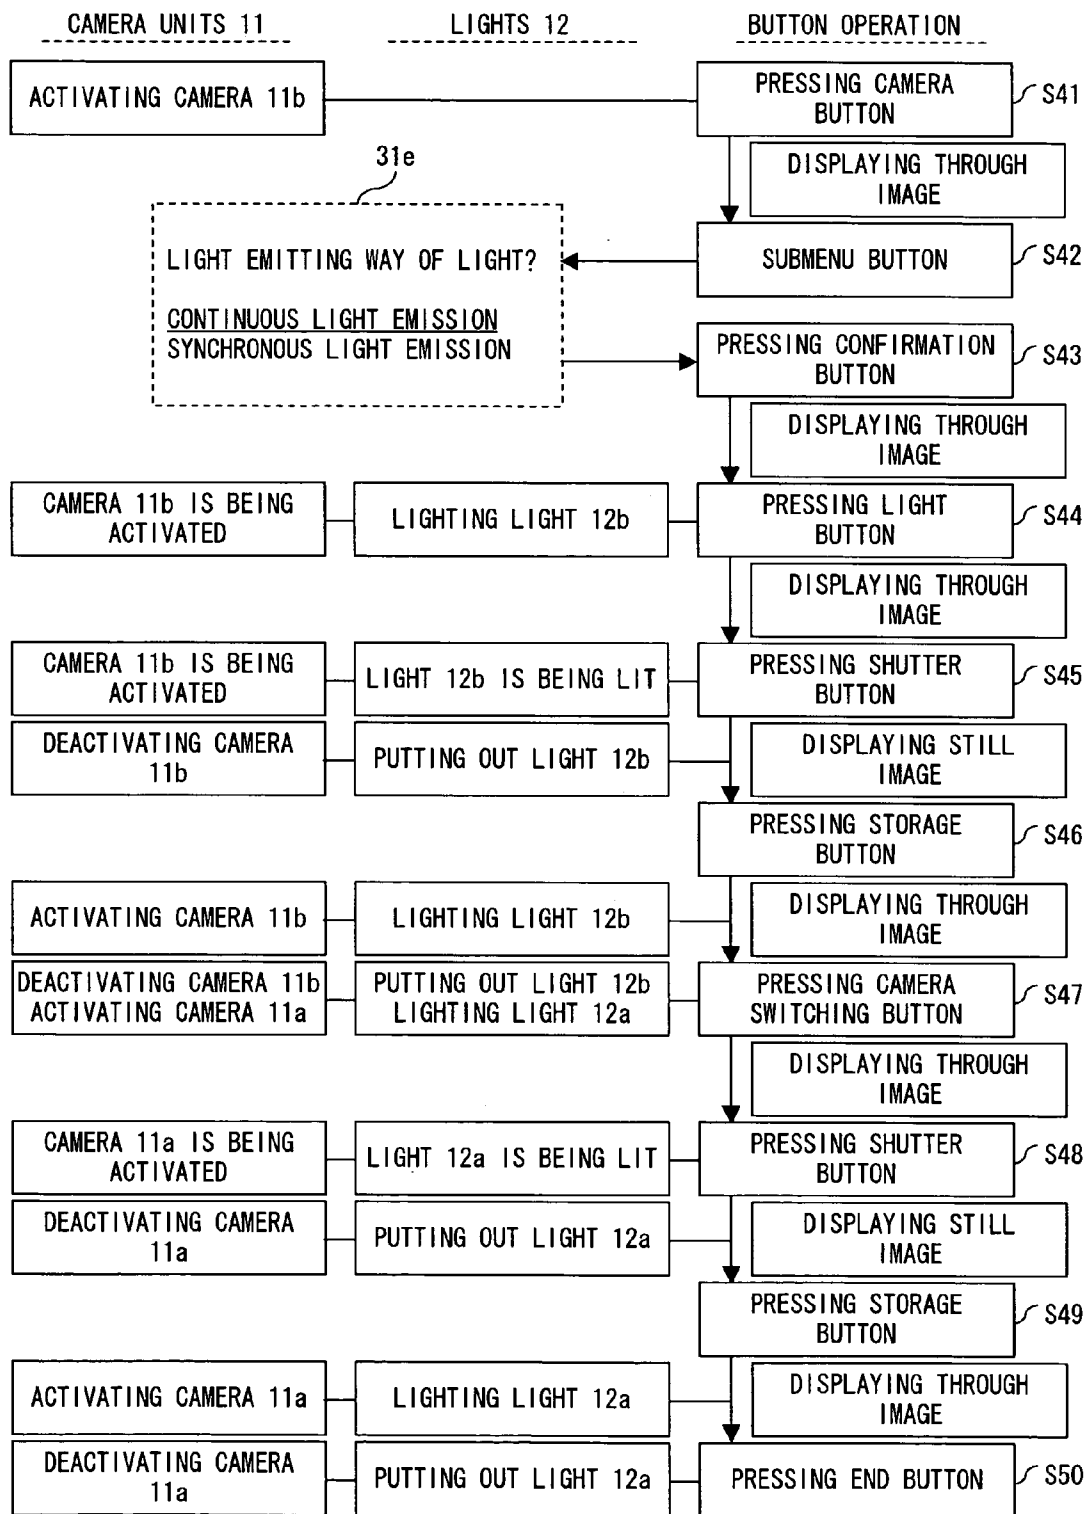 CAMERA UNITS 11
LIGHTS 12
BUTTON OPERATION
ACTIVATING CAMERA 11b
PRESSING CAMERA
BUTTON
S41
DISPLAYING THROUGH
IMAGE
31e
LIGHT EMITTING WAY OF LIGHT?
CONTINUOUS LIGHT EMISSION
SYNCHRONOUS LIGHT EMISSION
SUBMENU BUTTON
S42
PRESSING CONFIRMATION
BUTTON
S43
DISPLAYING THROUGH
IMAGE
CAMERA 11b IS BEING
ACTIVATED
LIGHTING LIGHT 12b
PRESSING LIGHT
BUTTON
S44
DISPLAYING THROUGH
IMAGE
CAMERA 11b IS BEING
ACTIVATED
LIGHT 12b IS BEING LIT
PRESSING SHUTTER
BUTTON
S45
DEACTIVATING CAMERA
11b
PUTTING OUT LIGHT 12b
DISPLAYING STILL
IMAGE
PRESSING STORAGE
BUTTON
S46
ACTIVATING CAMERA 11b
LIGHTING LIGHT 12b
DISPLAYING THROUGH
IMAGE
DEACTIVATING CAMERA 11b
ACTIVATING CAMERA 11a
PUTTING OUT LIGHT 12b
LIGHTING LIGHT 12a
PRESSING CAMERA
SWITCHING BUTTON
S47
DISPLAYING THROUGH
IMAGE
CAMERA 11a IS BEING
ACTIVATED
LIGHT 12a IS BEING LIT
PRESSING SHUTTER
BUTTON
S48
DEACTIVATING CAMERA
11a
PUTTING OUT LIGHT 12a
DISPLAYING STILL
IMAGE
PRESSING STORAGE
BUTTON
S49
ACTIVATING CAMERA 11a
LIGHTING LIGHT 12a
DISPLAYING THROUGH
IMAGE
DEACTIVATING CAMERA
11a
PUTTING OUT LIGHT 12a
PRESSING END BUTTON
S50